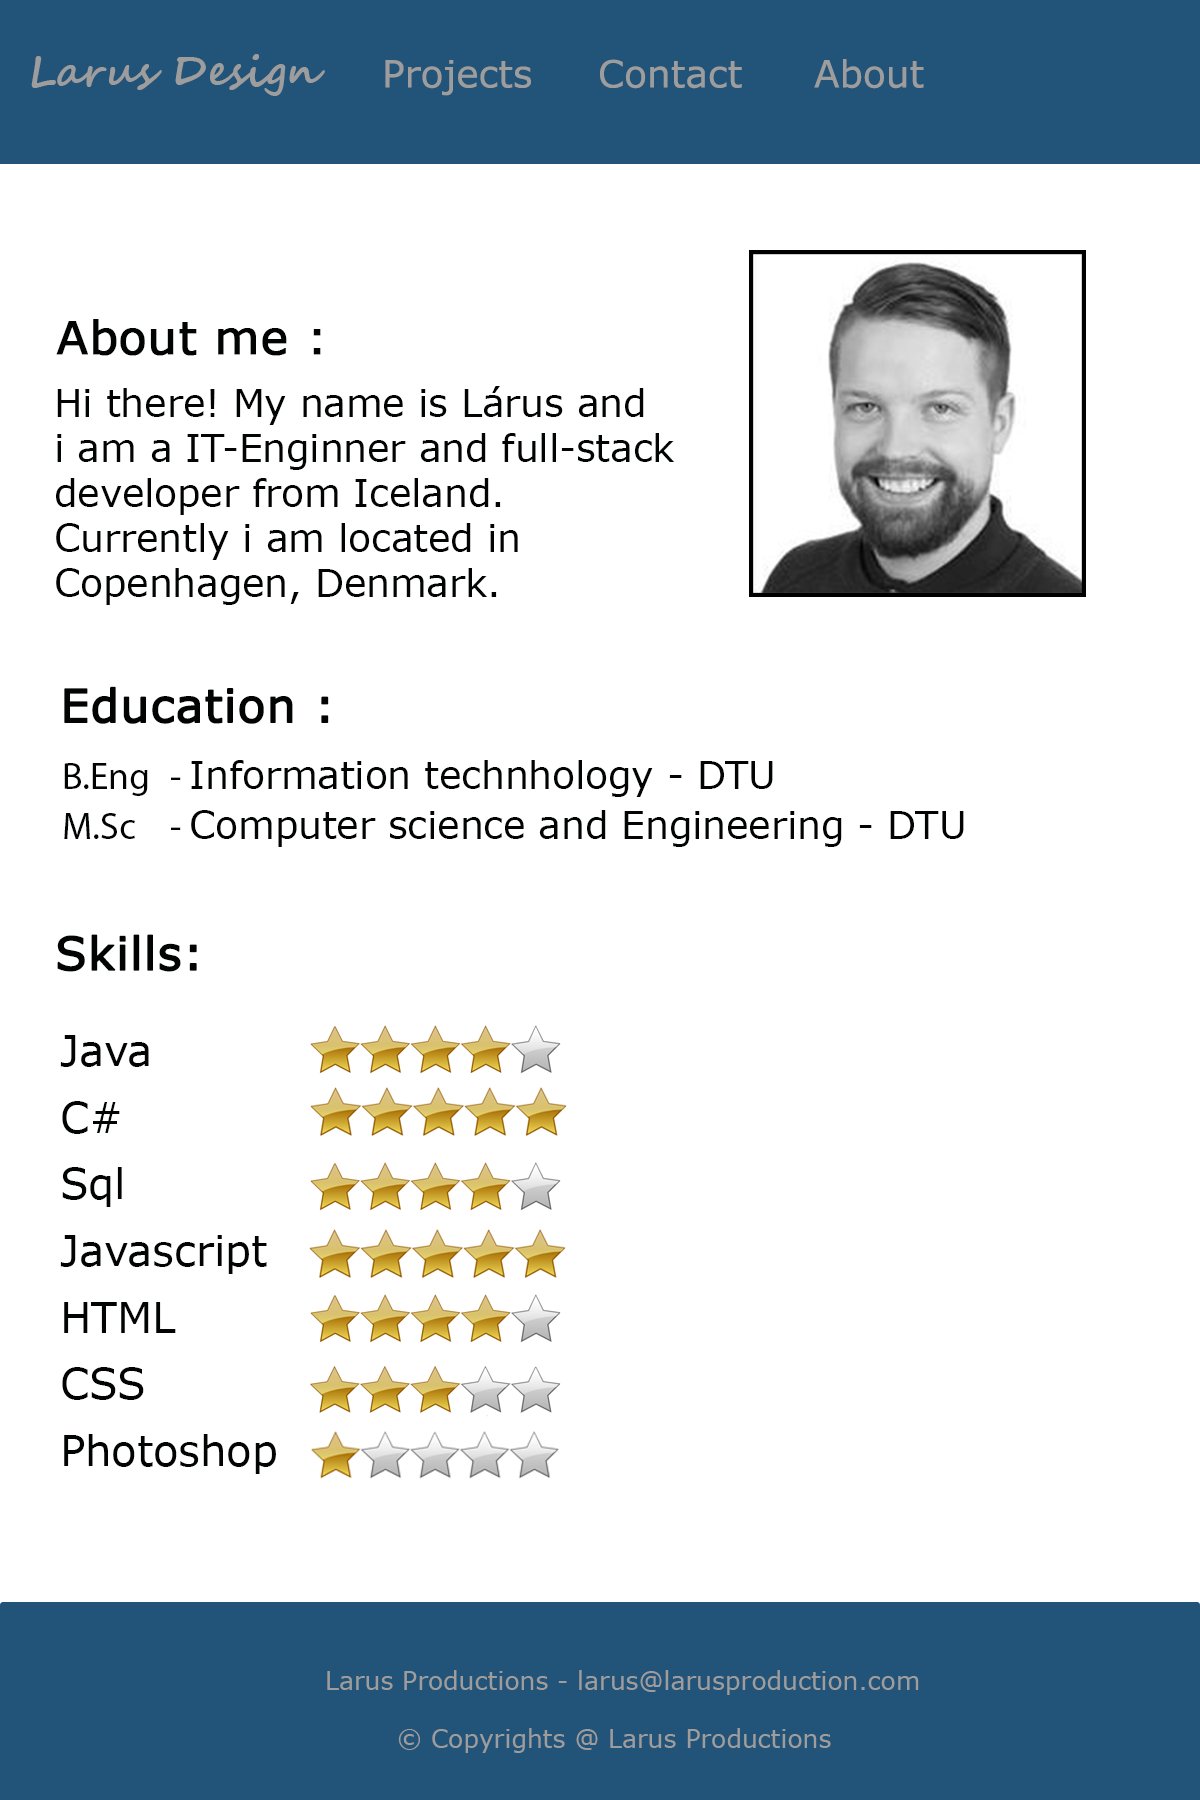 Larus Design Projects Contact About
About me :
Hi there! My name is Lárus and
i am a IT-Enginner and full-stack
developer from Iceland.
Currently i am located in
Copenhagen, Denmark.
Education :
B.Eng - Information technhology - DTU
M.Sc - Computer science and Engineering - DTU
Skills:
Java
C#
Sql
Javascript
HTML
CSS
Photoshop
Larus Productions - larus@larusproduction.com
© Copyrights @ Larus Productions